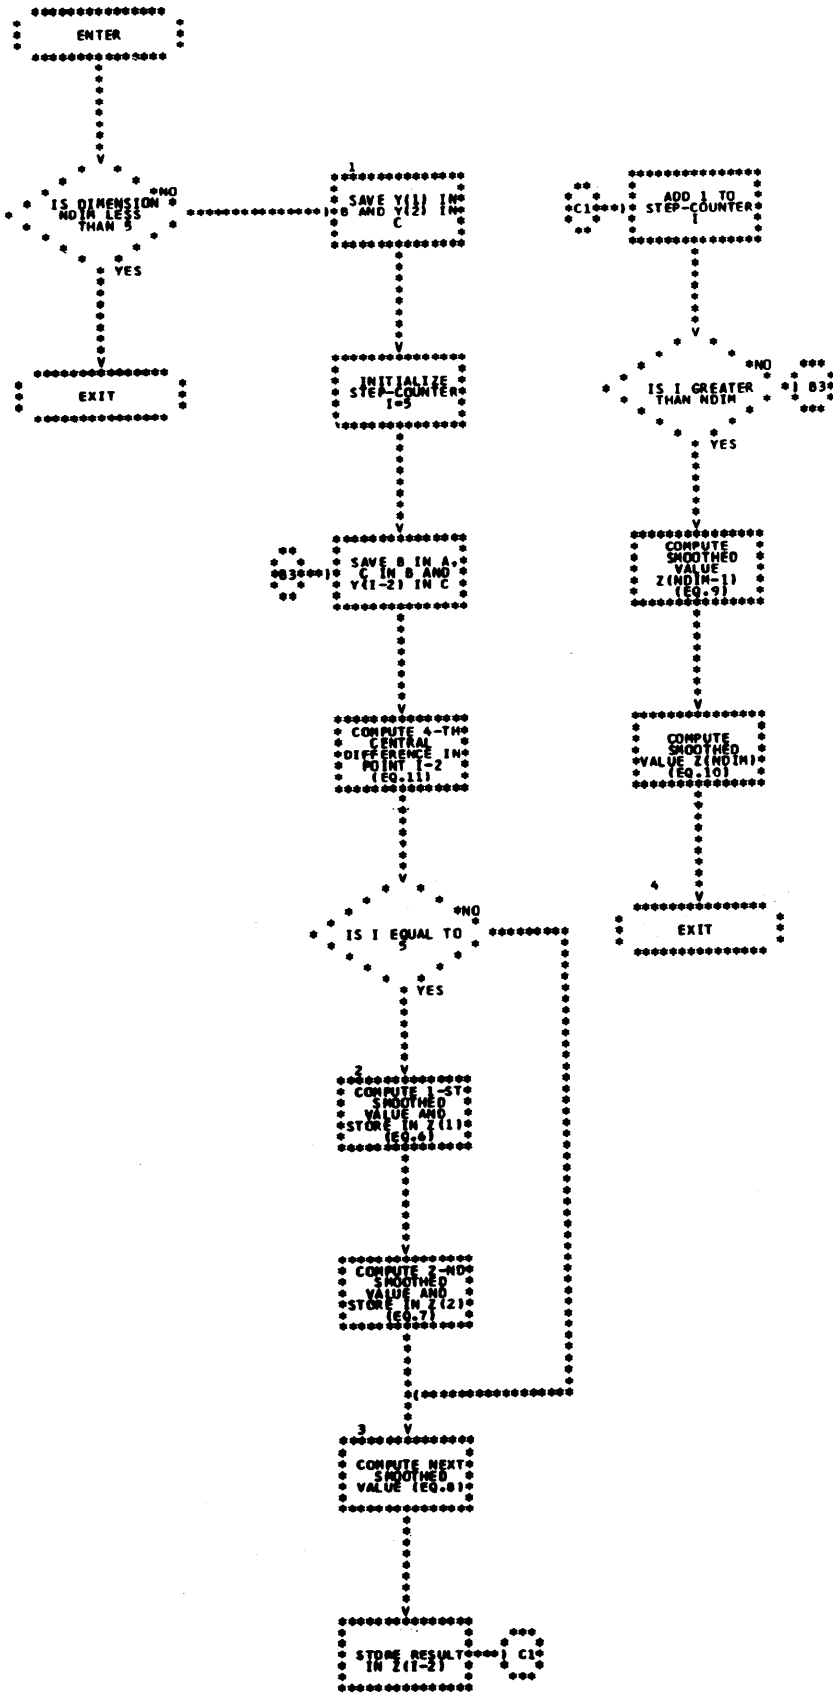 ENTER
IS DIMENSION
NDIM LESS
THAN 5
NO
YES
EXIT
1
SAVE Y(1) IN
B AND Y(2) IN
C
INITIALIZE
STEP-COUNTER
I=5
B3
SAVE B IN A,
C IN B AND
Y(I-2) IN C
COMPUTE 4-TH
CENTRAL
DIFFERENCE IN
POINT I-2
(EQ.11)
IS I EQUAL TO
5
NO
YES
2
COMPUTE 1-ST
SMOOTHED
VALUE AND
STORE IN Z(1)
(EQ.6)
COMPUTE 2-ND
SMOOTHED
VALUE AND
STORE IN Z(2)
(EQ.7)
3
COMPUTE NEXT
SMOOTHED
VALUE (EQ.8)
STORE RESULT
IN Z(I-2)
C1
C1
ADD 1 TO
STEP-COUNTER
I
IS I GREATER
THAN NDIM
NO
B3
YES
COMPUTE
SMOOTHED
VALUE
Z(NDIM-1)
(EQ.9)
COMPUTE
SMOOTHED
VALUE Z(NDIM)
(EQ.10)
4
EXIT